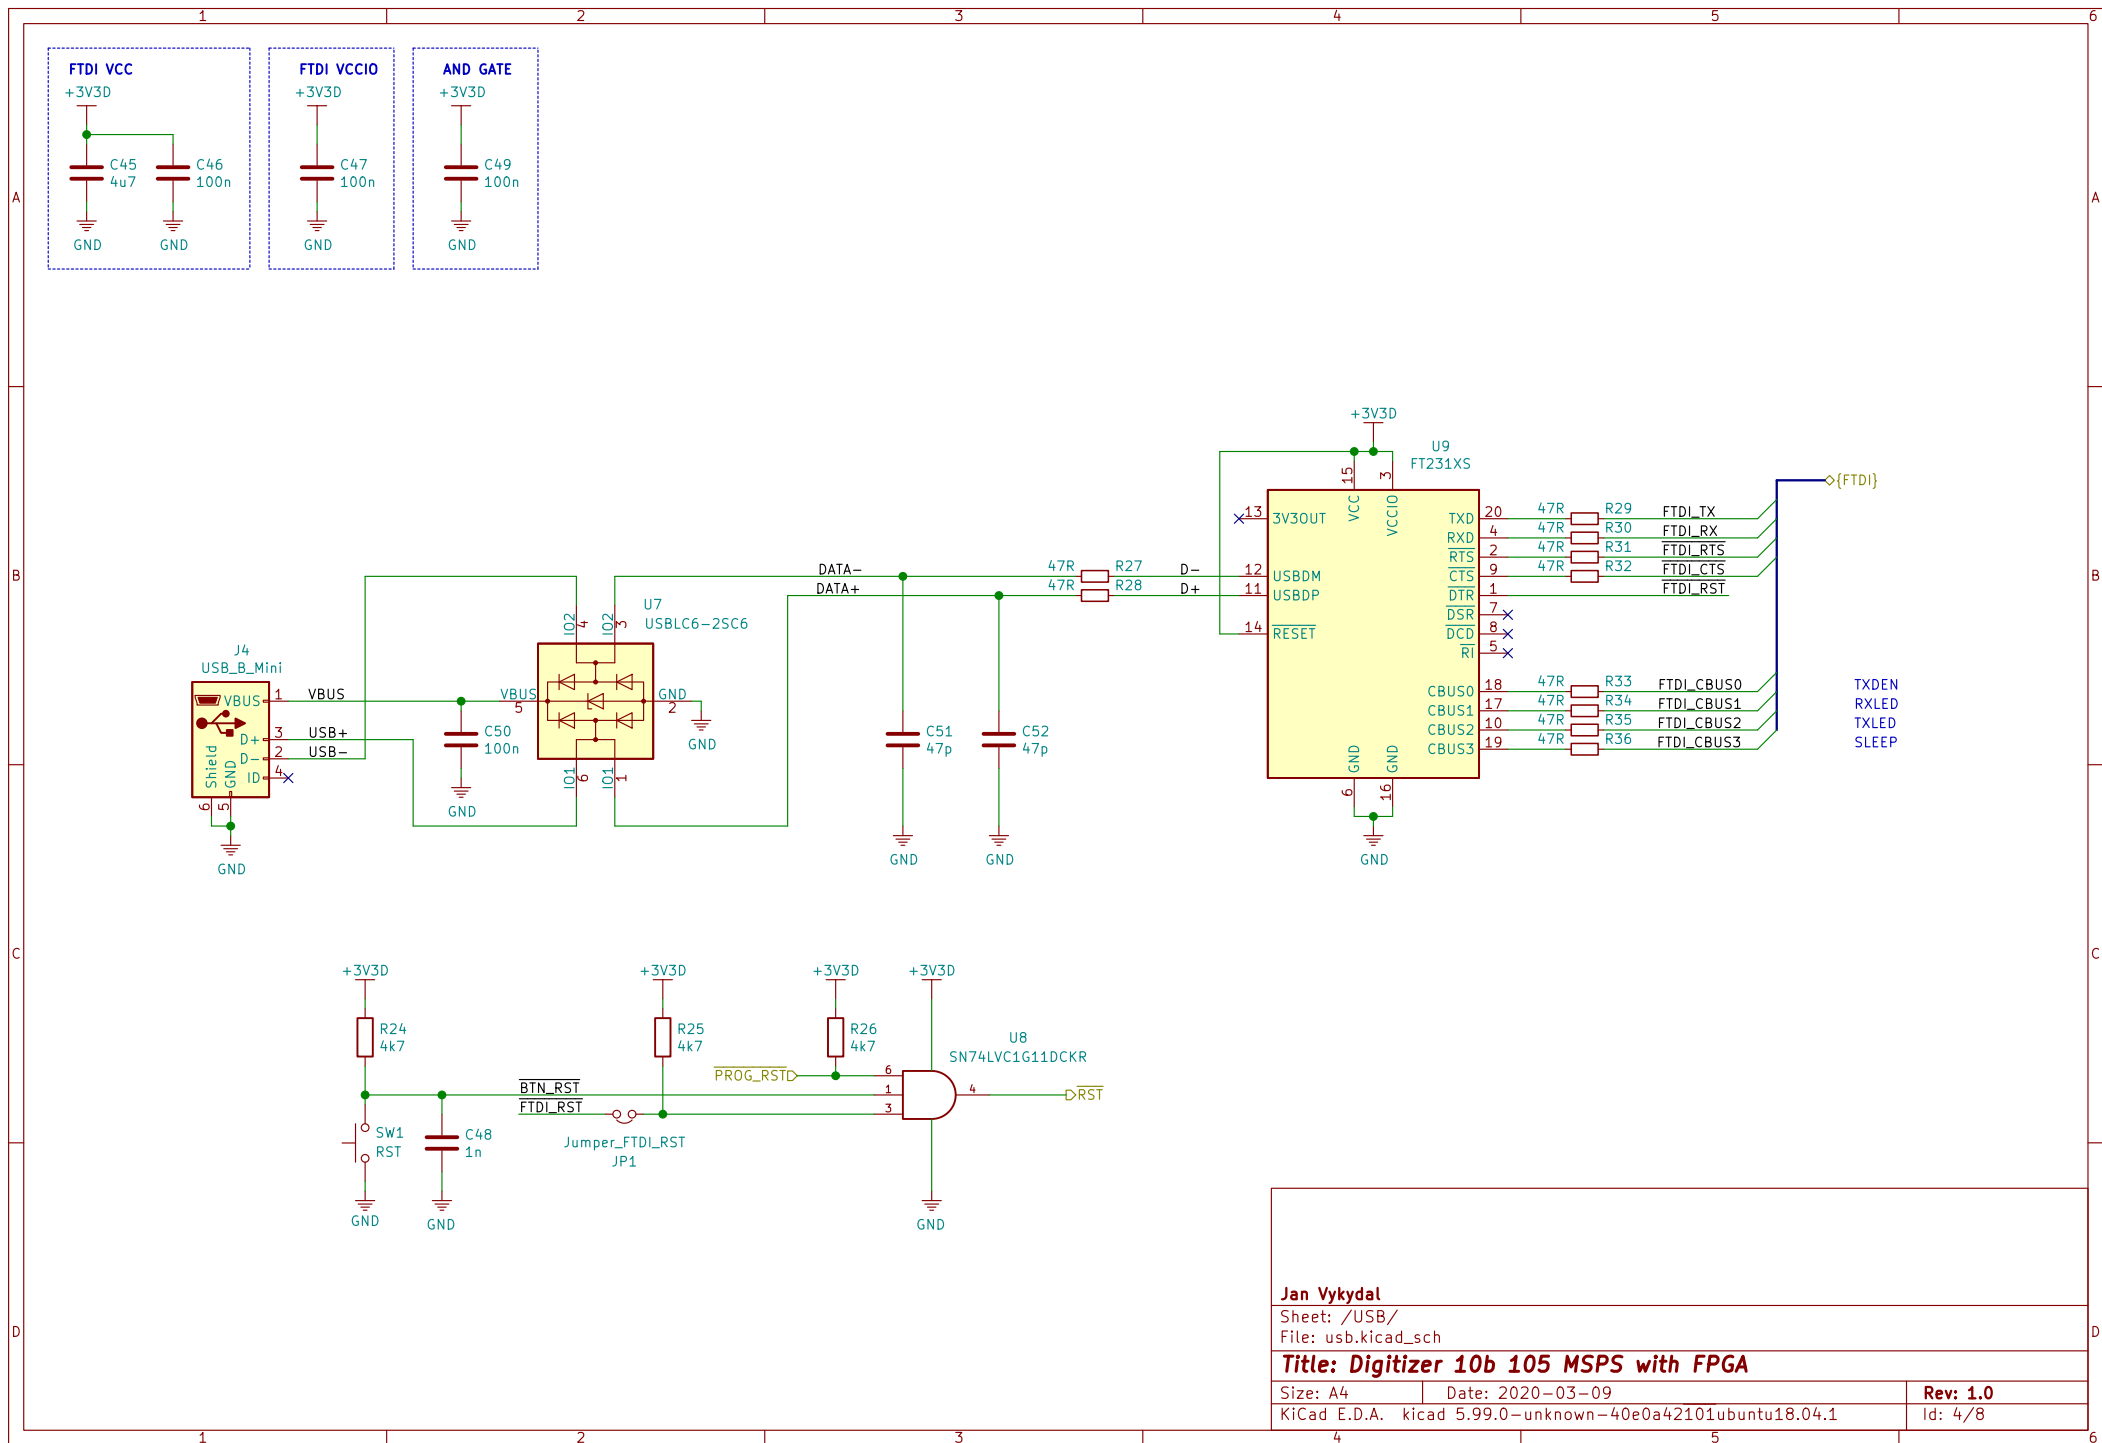 1 2 3 4 5 6
FTDI VCC
FTDI VCCIO
AND GATE
+3V3D
+3V3D
+3V3D
C45
4u7
C46
100n
C47
100n
C49
100n
GND
GND
GND
GND
A
A
+3V3D
U9
FT231XS
15
VCC
3
VCCIO
13 3V3OUT
12 USBDM
11 USBDP
14 RESET
TXD 20
RXD 4
RTS 2
CTS 9
DTR 1
DSR 7
DCD 8
RI 5
CBUS0 18
CBUS1 17
CBUS2 10
CBUS3 19
GND
6
GND
16
GND
47R R29 FTDI_TX
47R R30 FTDI_RX
47R R31 FTDI_RTS
47R R32 FTDI_CTS
FTDI_RST
{FTDI}
47R R33 FTDI_CBUS0 TXDEN
47R R34 FTDI_CBUS1 RXLED
47R R35 FTDI_CBUS2 TXLED
47R R36 FTDI_CBUS3 SLEEP
B
B
DATA- 47R R27 D-
DATA+ 47R R28 D+
U7
USBLC6-2SC6
IO2
4
IO2
3
VBUS
5
GND
2
GND
IO1
6
IO1
1
J4
USB_B_Mini
VBUS 1 VBUS
D+ 3 USB+
D- 2 USB-
ID 4
Shield
6
GND
5
GND
C50
100n
GND
C51
47p
GND
C52
47p
GND
C
C
+3V3D
+3V3D
+3V3D
+3V3D
R24
4k7
R25
4k7
R26
4k7
U8
SN74LVC1G11DCKR
PROG_RST
6
BTN_RST
1
FTDI_RST
3
4
RST
SW1
RST
C48
1n
Jumper_FTDI_RST
JP1
GND
GND
GND
D
D
Jan Vykydal
Sheet: /USB/
File: usb.kicad_sch
Title: Digitizer 10b 105 MSPS with FPGA
Size: A4 Date: 2020-03-09 Rev: 1.0
KiCad E.D.A. kicad 5.99.0-unknown-40e0a42101ubuntu18.04.1 Id: 4/8
1 2 3 4 5 6